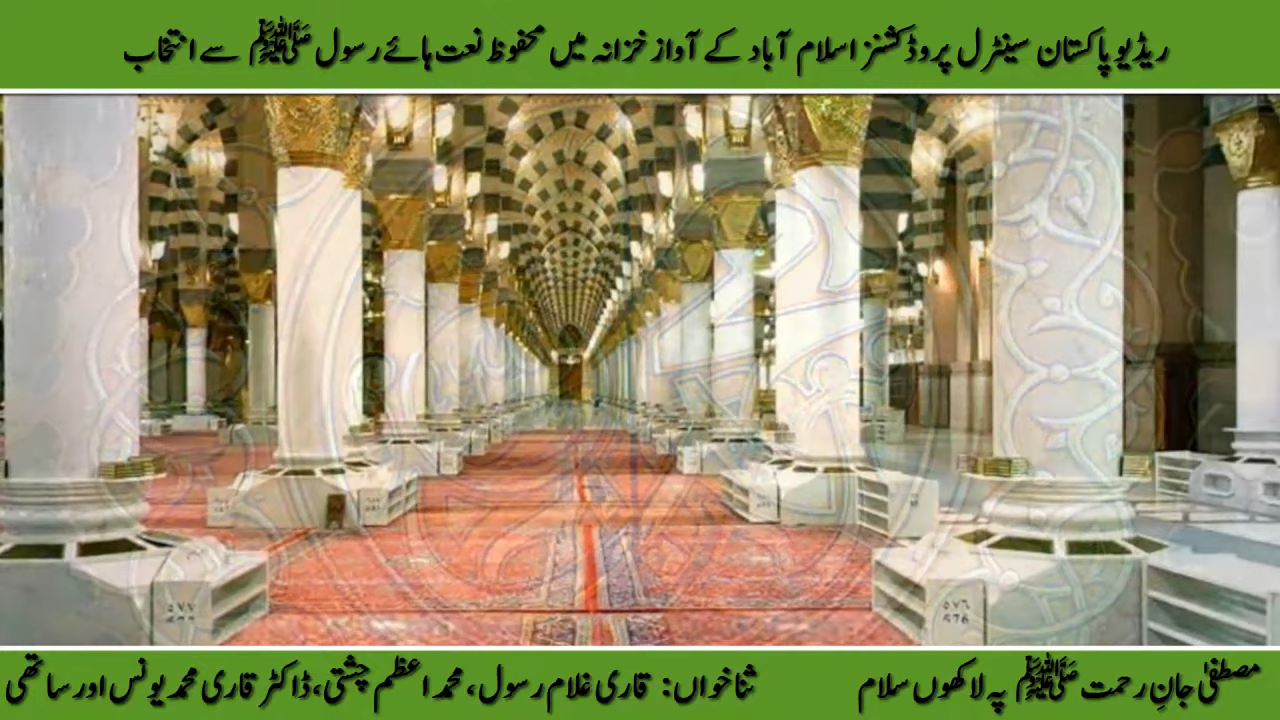 ریڈیو پاکستان سینٹرل پروڈکشنز اسلام آباد کے آواز خزانہ میں محفوظ نعت ہائے رسول ﷺ سے انتخاب
مصطفیٰ جانِ رحمت ﷺ پہ لاکھوں سلام
ثناخواں: قاری غلام رسول، محمد اعظم چشتی، ڈاکٹر قاری محمد یونس اور ساتھی